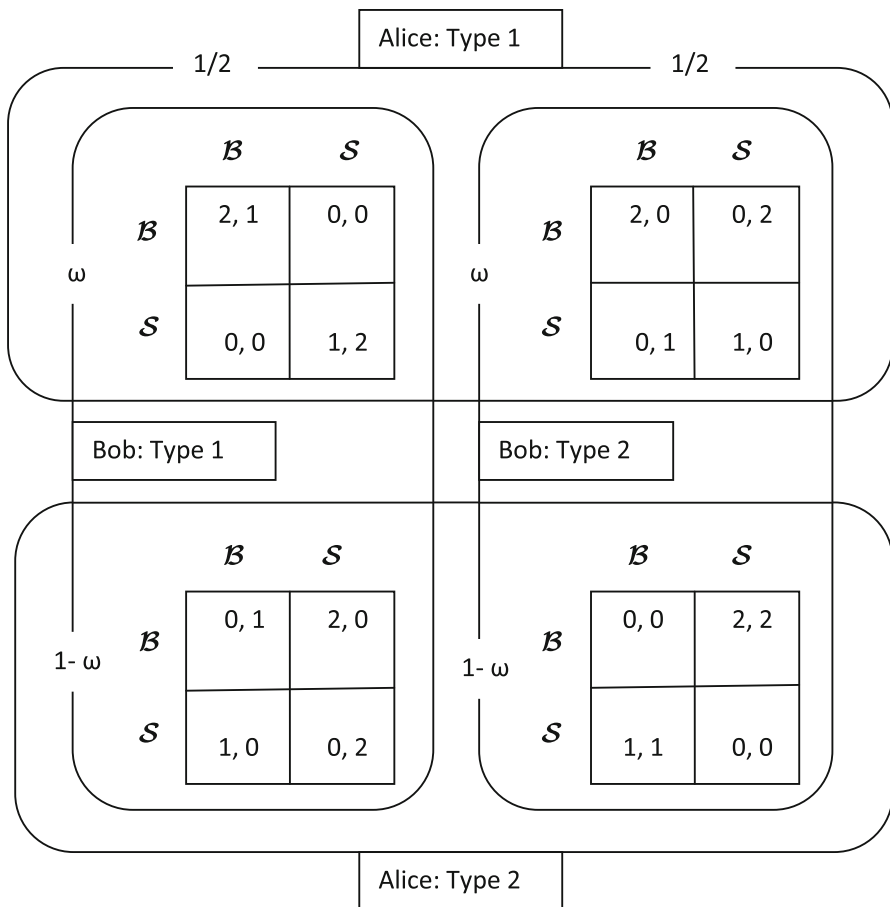 Alice: Type 1
1/2 1/2
ℬ 𝒮 ℬ 𝒮
ℬ 2, 1 0, 0 ℬ 2, 0 0, 2
ω ω
𝒮 0, 0 1, 2 𝒮 0, 1 1, 0
Bob: Type 1 Bob: Type 2
ℬ 𝒮 ℬ 𝒮
ℬ 0, 1 2, 0 ℬ 0, 0 2, 2
1- ω 1- ω
𝒮 1, 0 0, 2 𝒮 1, 1 0, 0
Alice: Type 2